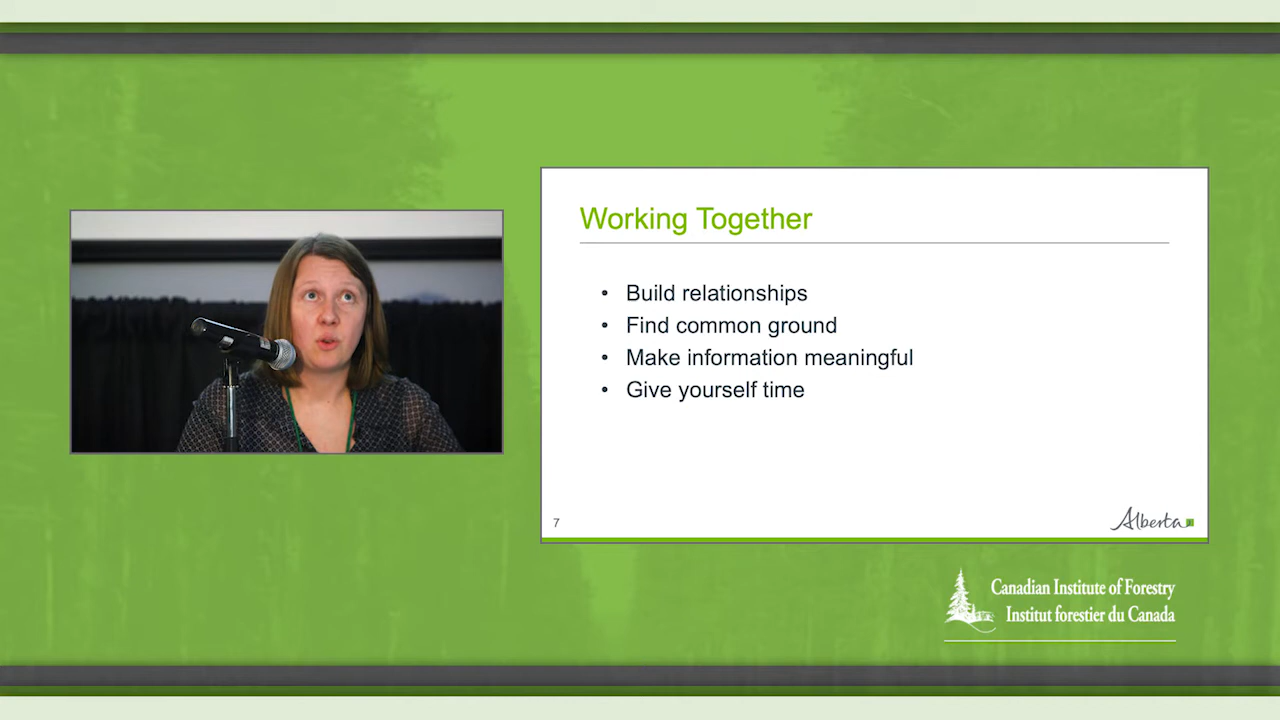 Working Together
• Build relationships
• Find common ground
• Make information meaningful
• Give yourself time
7
Alberta
Canadian Institute of Forestry
Institut forestier du Canada